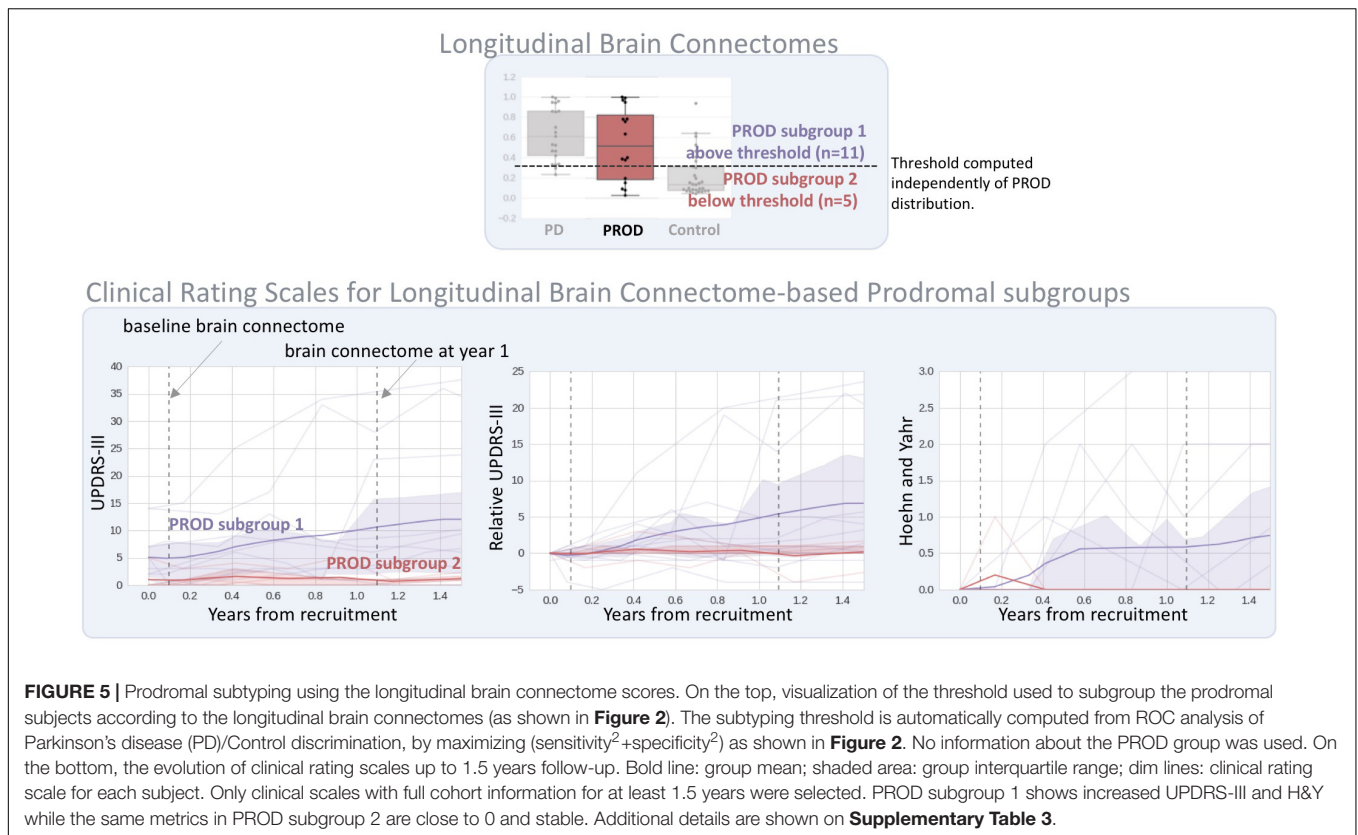 Longitudinal Brain Connectomes
1.2
1.0
0.8
0.6
0.4
0.2
0.0
−0.2
PROD subgroup 1
above threshold (n=11)
PROD subgroup 2
below threshold (n=5)
Threshold computed
independently of PROD
distribution.
PD PROD Control
Clinical Rating Scales for Longitudinal Brain Connectome-based Prodromal subgroups
baseline brain connectome
brain connectome at year 1
UPDRS-III
40
35
30
25
20
15
10
5
0
PROD subgroup 1
PROD subgroup 2
0.0 0.2 0.4 0.6 0.8 1.0 1.2 1.4
Years from recruitment
Relative UPDRS-III
25
20
15
10
5
0
−5
0.0 0.2 0.4 0.6 0.8 1.0 1.2 1.4
Years from recruitment
Hoehn and Yahr
3.0
2.5
2.0
1.5
1.0
0.5
0.0
0.0 0.2 0.4 0.6 0.8 1.0 1.2 1.4
Years from recruitment
FIGURE 5 | Prodromal subtyping using the longitudinal brain connectome scores. On the top, visualization of the threshold used to subgroup the prodromal
subjects according to the longitudinal brain connectomes (as shown in Figure 2). The subtyping threshold is automatically computed from ROC analysis of
Parkinson's disease (PD)/Control discrimination, by maximizing (sensitivity²+specificity²) as shown in Figure 2. No information about the PROD group was used. On
the bottom, the evolution of clinical rating scales up to 1.5 years follow-up. Bold line: group mean; shaded area: group interquartile range; dim lines: clinical rating
scale for each subject. Only clinical scales with full cohort information for at least 1.5 years were selected. PROD subgroup 1 shows increased UPDRS-III and H&Y
while the same metrics in PROD subgroup 2 are close to 0 and stable. Additional details are shown on Supplementary Table 3.